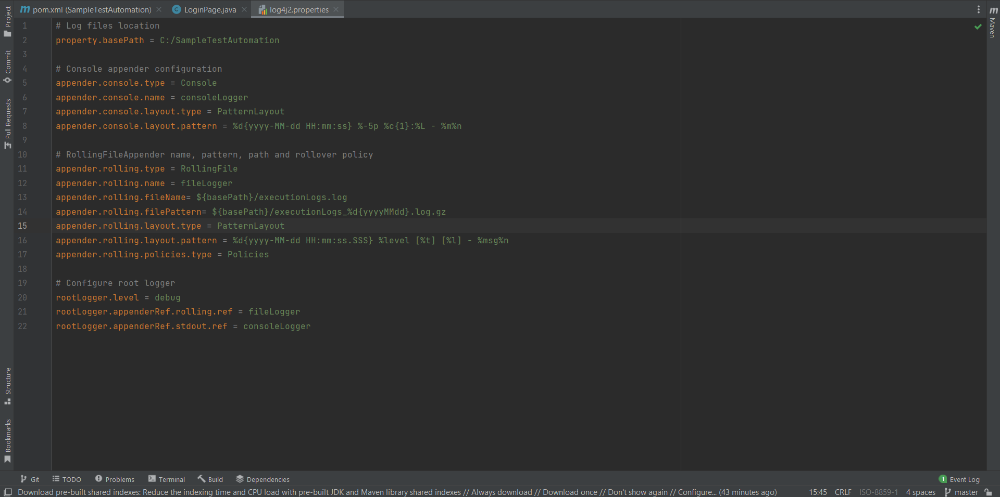 pom.xml (SampleTestAutomation)
LoginPage.java
log4j2.properties
Project
Commit
Pull Requests
Structure
Bookmarks
Maven
1 # Log files location
2 property.basePath = C:/SampleTestAutomation
3
4 # Console appender configuration
5 appender.console.type = Console
6 appender.console.name = consoleLogger
7 appender.console.layout.type = PatternLayout
8 appender.console.layout.pattern = %d{yyyy-MM-dd HH:mm:ss} %-5p %c{1}:%L - %m%n
9
10 # RollingFileAppender name, pattern, path and rollover policy
11 appender.rolling.type = RollingFile
12 appender.rolling.name = fileLogger
13 appender.rolling.fileName= ${basePath}/executionLogs.log
14 appender.rolling.filePattern= ${basePath}/executionLogs_%d{yyyyMMdd}.log.gz
15 appender.rolling.layout.type = PatternLayout
16 appender.rolling.layout.pattern = %d{yyyy-MM-dd HH:mm:ss.SSS} %level [%t] [%l] - %msg%n
17 appender.rolling.policies.type = Policies
18
19 # Configure root logger
20 rootLogger.level = debug
21 rootLogger.appenderRef.rolling.ref = fileLogger
22 rootLogger.appenderRef.stdout.ref = consoleLogger
Git TODO Problems Terminal Build Dependencies 1 Event Log
Download pre-built shared indexes: Reduce the indexing time and CPU load with pre-built JDK and Maven library shared indexes // Always download // Download once // Don't show again // Configure... (43 minutes ago) 15:45 CRLF ISO-8859-1 4 spaces master